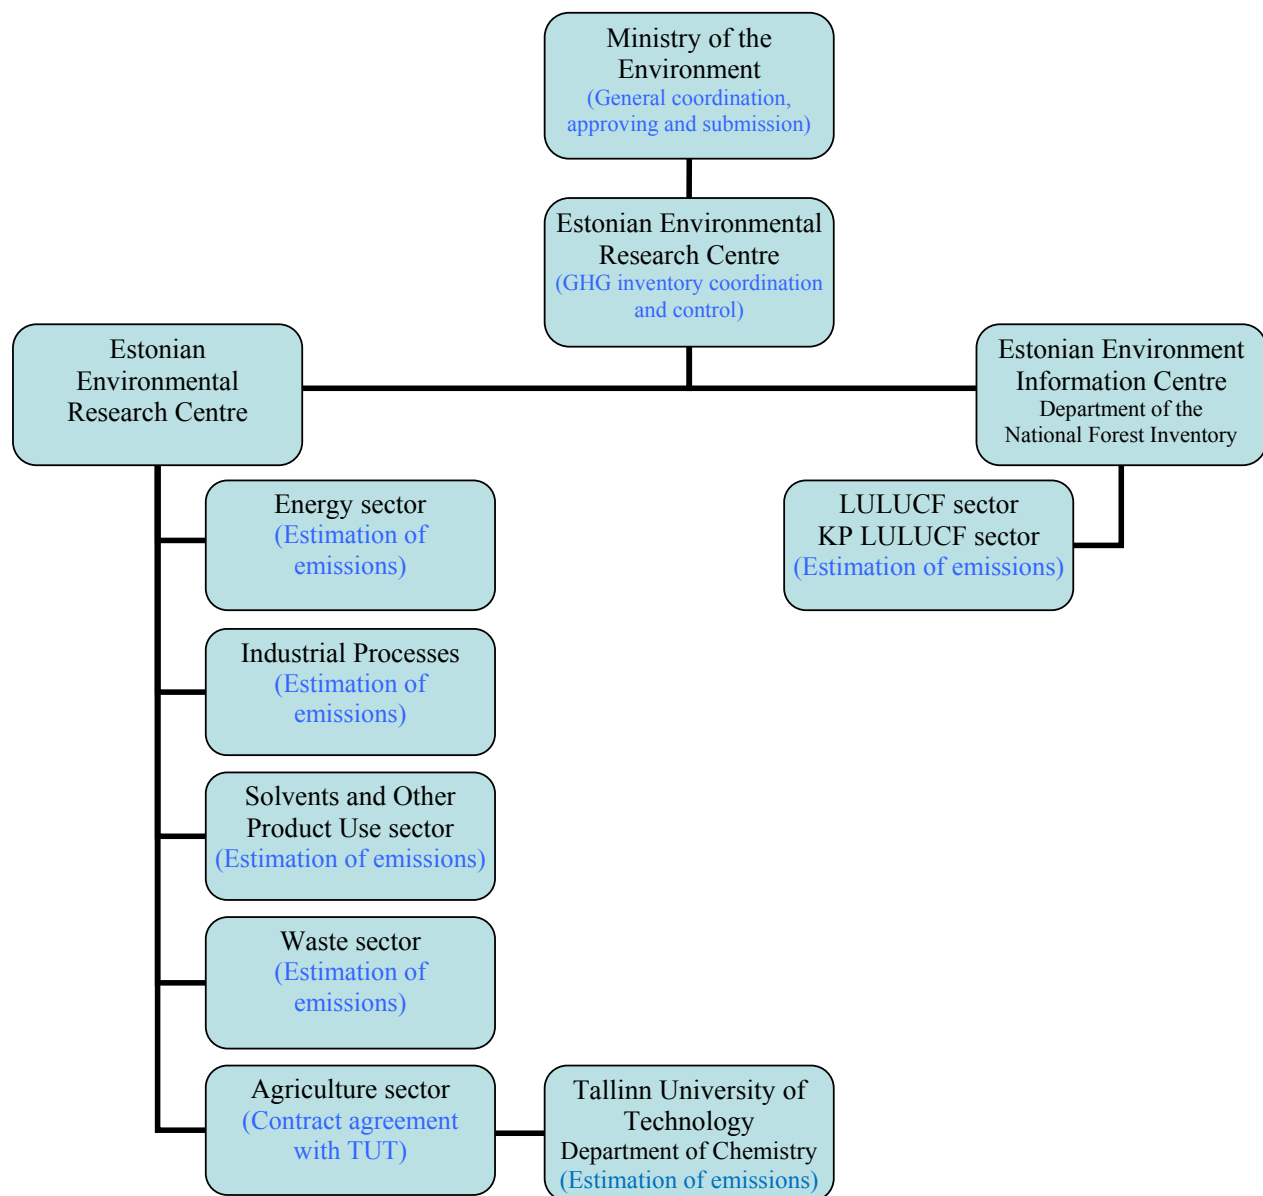 Ministry of the
Environment
(General coordination,
approving and submission)
Estonian Environmental
Research Centre
(GHG inventory coordination
and control)
Estonian
Environmental
Research Centre
Estonian Environment
Information Centre
Department of the
National Forest Inventory
Energy sector
(Estimation of
emissions)
LULUCF sector
KP LULUCF sector
(Estimation of emissions)
Industrial Processes
(Estimation of
emissions)
Solvents and Other
Product Use sector
(Estimation of emissions)
Waste sector
(Estimation of
emissions)
Agriculture sector
(Contract agreement
with TUT)
Tallinn University of
Technology
Department of Chemistry
(Estimation of emissions)